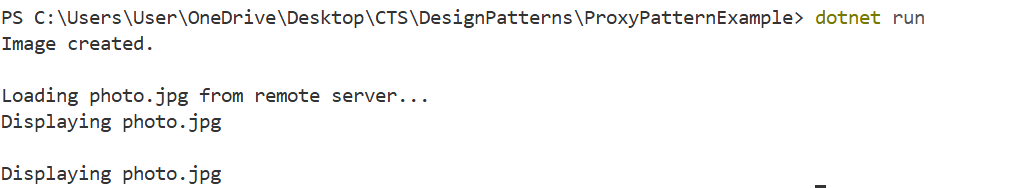 PS C:\Users\User\OneDrive\Desktop\CTS\DesignPatterns\ProxyPatternExample> dotnet run
Image created.
Loading photo.jpg from remote server...
Displaying photo.jpg
Displaying photo.jpg